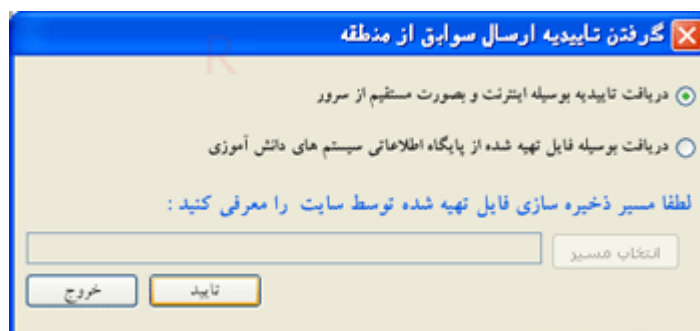 گرفتن تاییدیه ارسال سوابق از منطقه
R
دریافت تاییدیه بوسیله اینترنت و بصورت مستقیم از سرور
دریافت بوسیله فایل تهیه شده از پایگاه اطلاعاتی سیستم های دانش آموزی
لطفا مسیر ذخیره سازی فایل تهیه شده توسط سایت را معرفی کنید :
انتخاب مسیر
تایید خروج